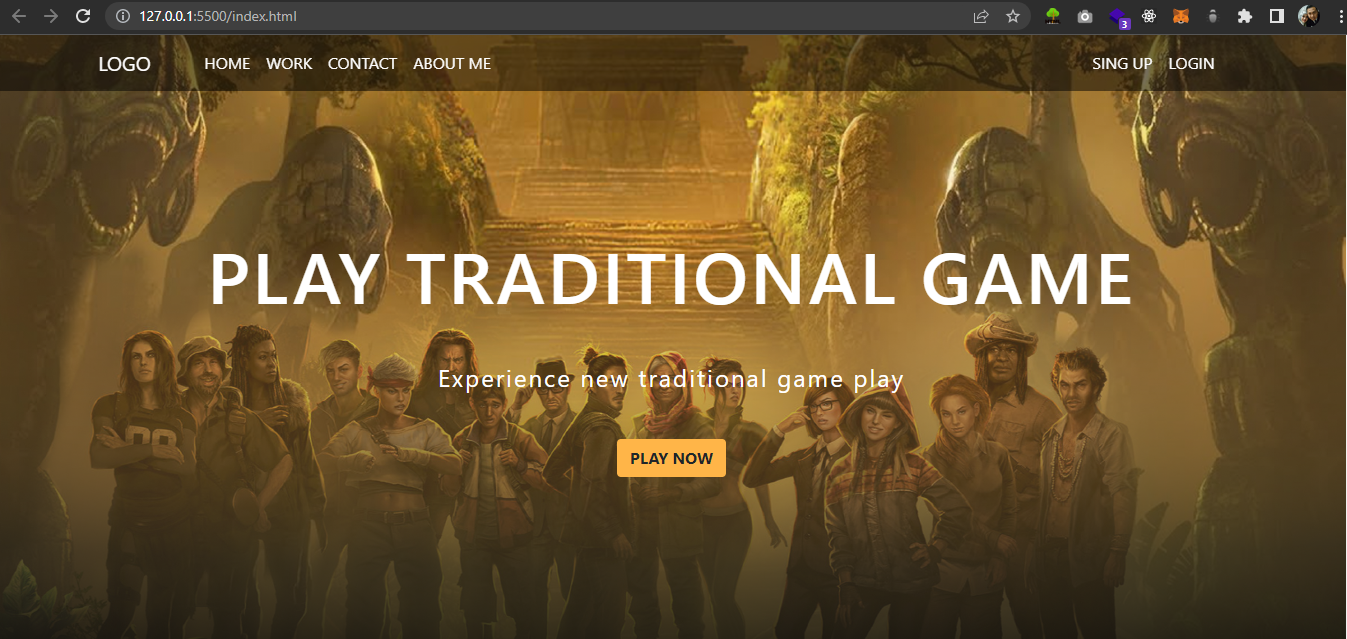 127.0.0.1:5500/index.html
3
LOGO HOME WORK CONTACT ABOUT ME SING UP LOGIN
PLAY TRADITIONAL GAME
Experience new traditional game play
PLAY NOW